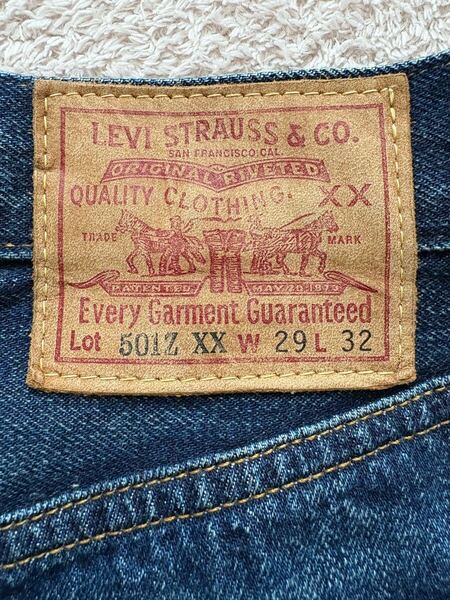 LEVI STRAUSS & CO.
SAN FRANCISCO CAL
ORIGINAL RIVETED
QUALITY CLOTHING. XX
TRADE MARK
PATENTED MAY 20 1873
Every Garment Guaranteed
Lot 501Z XX W 29 L 32